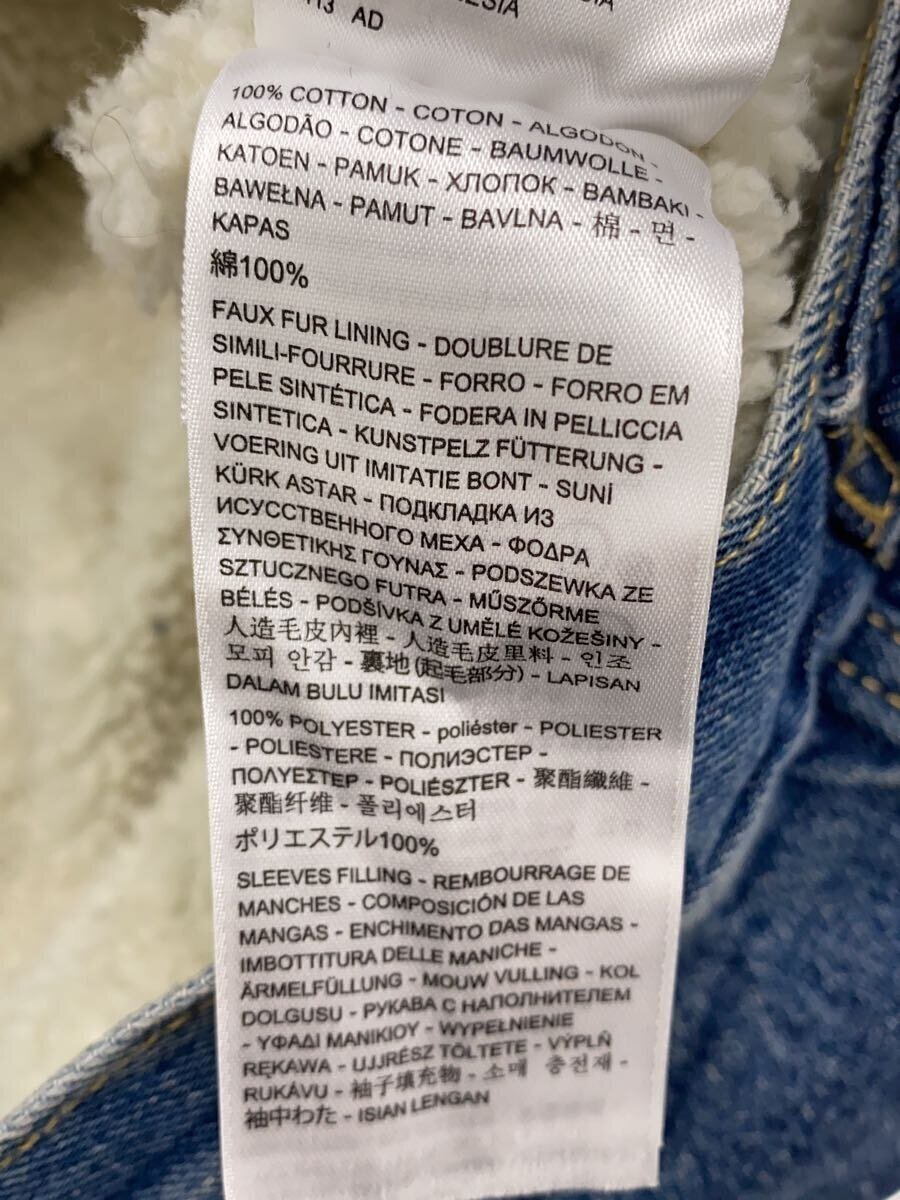 AD
100% COTTON - COTON - ALGODON -
ALGODÃO - COTONE - BAUMWOLLE -
KATOEN - PAMUK - ХЛОПОК - BAMBAKI -
BAWEŁNA - PAMUT - BAVLNA - 棉 - 면 -
KAPAS
綿100%
FAUX FUR LINING - DOUBLURE DE
SIMILI-FOURRURE - FORRO - FORRO EM
PELE SINTÉTICA - FODERA IN PELLICCIA
SINTETICA - KUNSTPELZ FÜTTERUNG -
VOERING UIT IMITATIE BONT - SUNİ
KÜRK ASTAR - ПОДКЛАДКА ИЗ
ИСУССТВЕННОГО МЕХА - ΦΟΔΡΑ
ΣΥΝΘΕΤΙΚΗΣ ΓΟΥΝΑΣ - PODSZEWKA ZE
SZTUCZNEGO FUTRA - MŰSZŐRME
BÉLÉS - PODŠÍVKA Z UMĚLÉ KOŽEŠINY -
人造毛皮內裡 - 人造毛皮里料 - 인조
모피 안감 - 裏地(起毛部分) - LAPISAN
DALAM BULU IMITASI
100% POLYESTER - poliéster - POLIESTER
- POLIESTERE - ПОЛИЭСТЕР -
ΠΟΛΥΕΣΤΕΡ - POLIÉSZTER - 聚酯纖維 -
聚酯纤维 - 폴리에스터
ポリエステル100%
SLEEVES FILLING - REMBOURRAGE DE
MANCHES - COMPOSICIÓN DE LAS
MANGAS - ENCHIMENTO DAS MANGAS -
IMBOTTITURA DELLE MANICHE -
ÄRMELFÜLLUNG - MOUW VULLING - KOL
DOLGUSU - РУКАВА С НАПОЛНИТЕЛЕМ
- ΥΦΑΔΙ ΜΑΝΙΚΙΟΥ - WYPEŁNIENIE
RĘKAWA - UJJRÉSZ TÖLTETE - VÝPLŇ
RUKÁVU - 袖子填充物 - 소매 충전재 -
袖中わた - ISIAN LENGAN